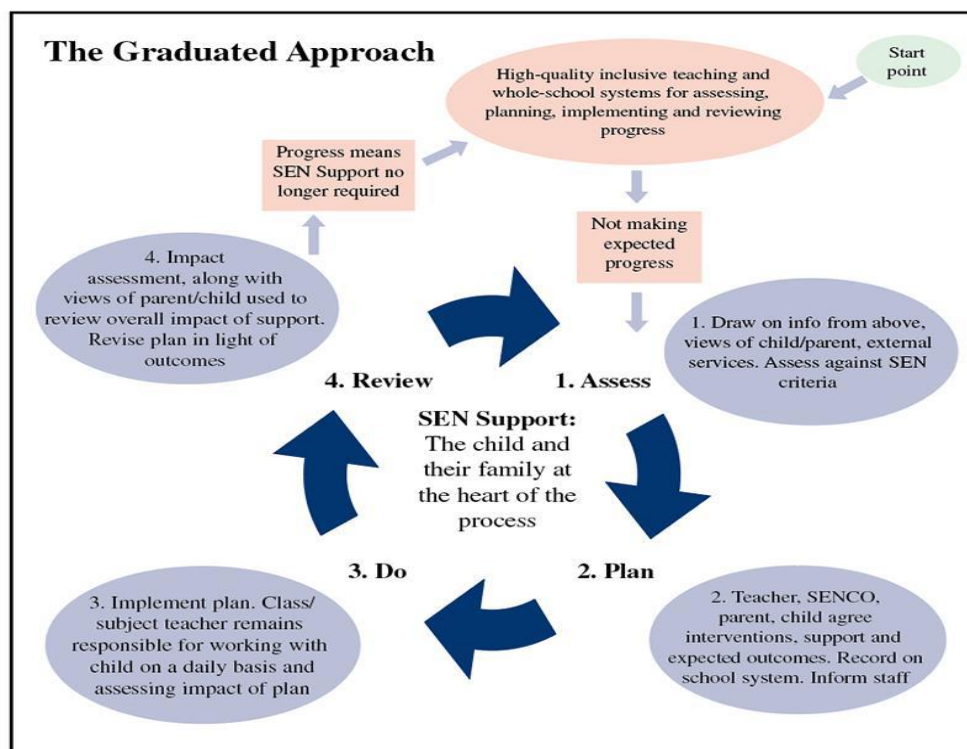 The Graduated Approach
Start
point
High-quality inclusive teaching and
whole-school systems for assessing,
planning, implementing and reviewing
progress
Progress means
SEN Support no
longer required
Not making
expected
progress
4. Impact
assessment, along with
views of parent/child used to
review overall impact of support.
Revise plan in light of
outcomes
1. Draw on info from above,
views of child/parent, external
services. Assess against SEN
criteria
4. Review
1. Assess
SEN Support:
The child and
their family at
the heart of the
process
3. Do
2. Plan
3. Implement plan. Class/
subject teacher remains
responsible for working with
child on a daily basis and
assessing impact of plan
2. Teacher, SENCO,
parent, child agree
interventions, support and
expected outcomes. Record on
school system. Inform staff